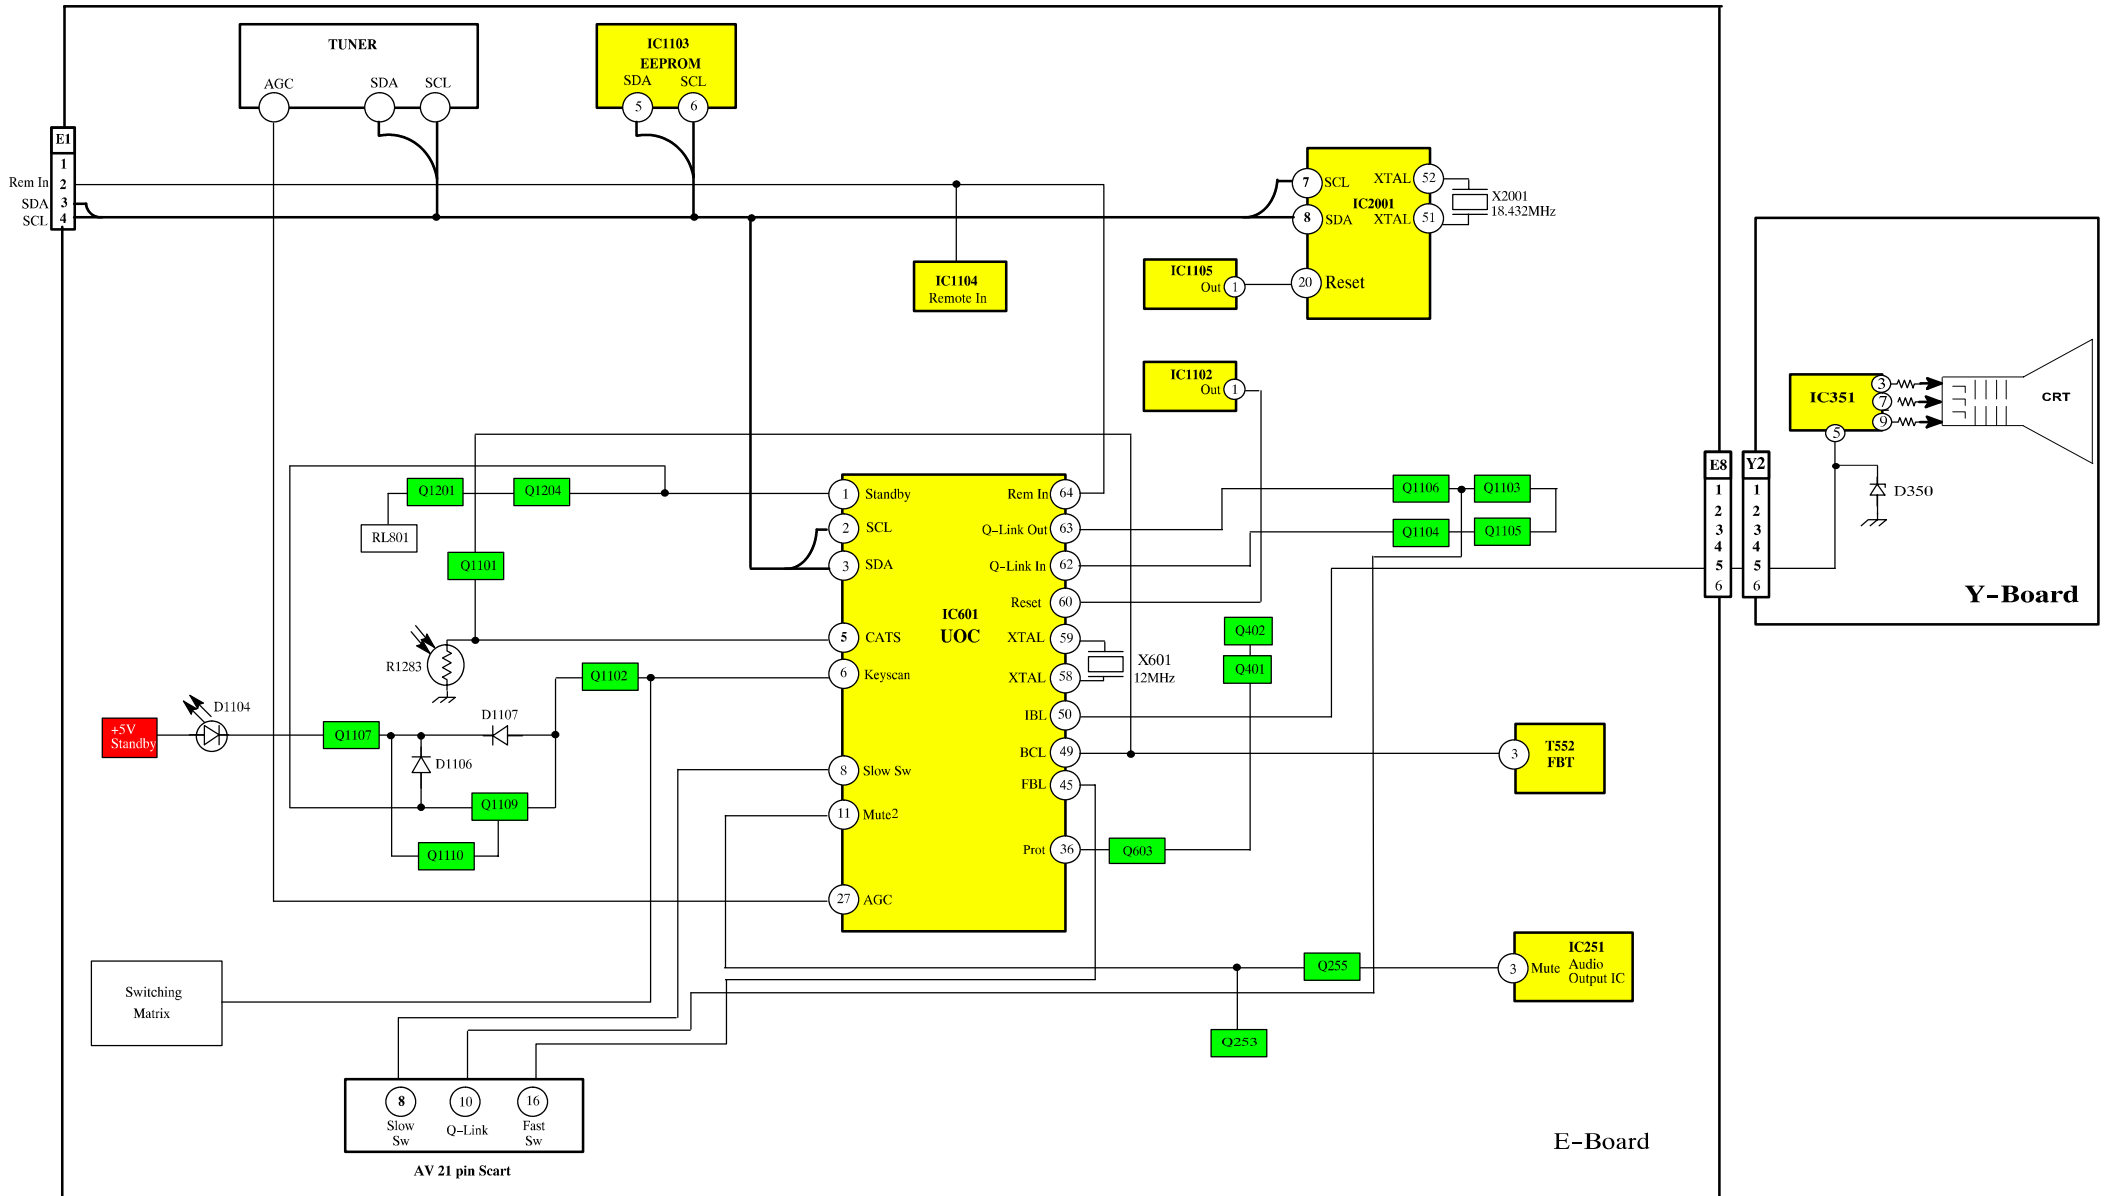 TUNER
AGC
SDA
SCL
IC1103
EEPROM
SDA
SCL
5
6
E1
1
Rem In 2
SDA 3
SCL 4
IC1104
Remote In
7 SCL
8 SDA
IC2001
XTAL 52
XTAL 51
X2001
18.432MHz
IC1105
Out 1
20 Reset
IC1102
Out 1
IC351
3
7
9
5
CRT
D350
E8
1
2
3
4
5
6
Y2
1
2
3
4
5
6
Y-Board
Q1201
Q1204
RL801
Q1101
R1283
IC601
UOC
1 Standby
2 SCL
3 SDA
5 CATS
6 Keyscan
8 Slow Sw
11 Mute2
27 AGC
Rem In 64
Q-Link Out 63
Q-Link In 62
Reset 60
XTAL 59
XTAL 58
IBL 50
BCL 49
FBL 45
Prot 36
X601
12MHz
Q1106
Q1103
Q1104
Q1105
Q402
Q401
Q603
+5V
Standby
D1104
Q1107
D1107
D1106
Q1102
Q1109
Q1110
3
T552
FBT
Switching
Matrix
Q255
Q253
3 Mute
IC251
Audio
Output IC
8
Slow
Sw
10
Q-Link
16
Fast
Sw
AV 21 pin Scart
E-Board